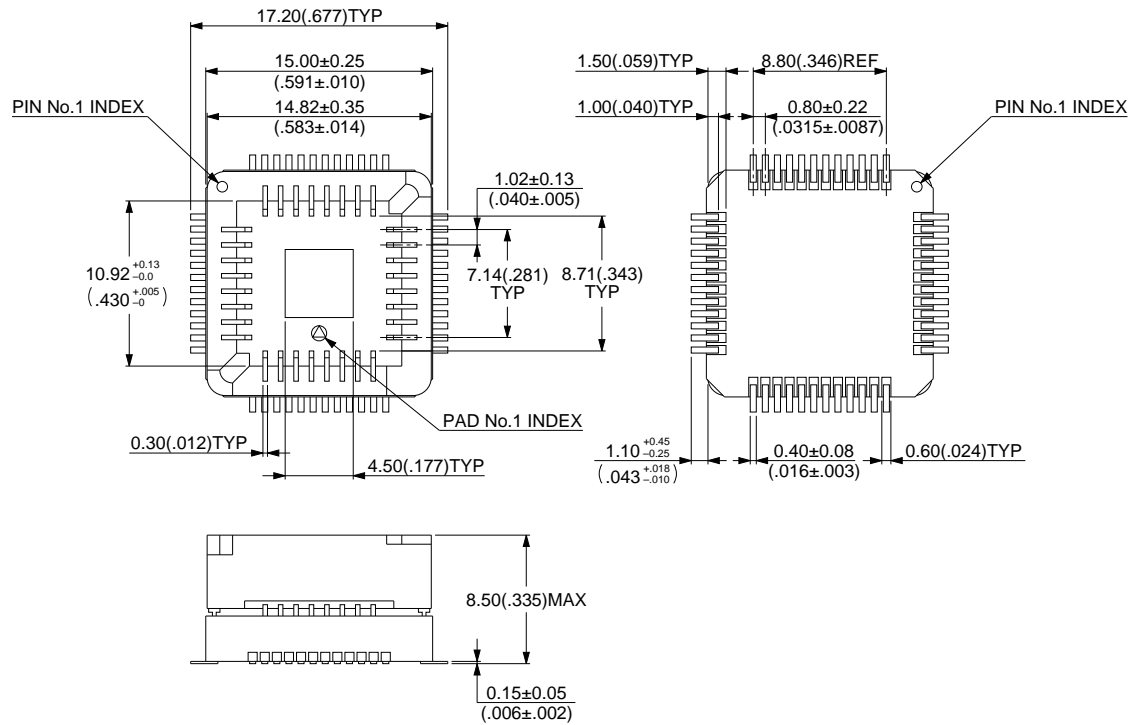 17.20(.677)TYP
15.00±0.25
(.591±.010)
PIN No.1 INDEX
14.82±0.35
(.583±.014)
1.02±0.13
(.040±.005)
10.92 +0.13 –0.0
(.430 +.005 –0)
7.14(.281)
TYP
8.71(.343)
TYP
PAD No.1 INDEX
0.30(.012)TYP
4.50(.177)TYP
1.50(.059)TYP
8.80(.346)REF
1.00(.040)TYP
0.80±0.22
(.0315±.0087)
PIN No.1 INDEX
1.10 +0.45 –0.25
(.043 +.018 –.010)
0.40±0.08
(.016±.003)
0.60(.024)TYP
8.50(.335)MAX
0.15±0.05
(.006±.002)